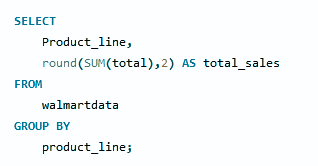 SELECT
    Product_line,
    round(SUM(total),2) AS total_sales
FROM
    walmartdata
GROUP BY
    product_line;